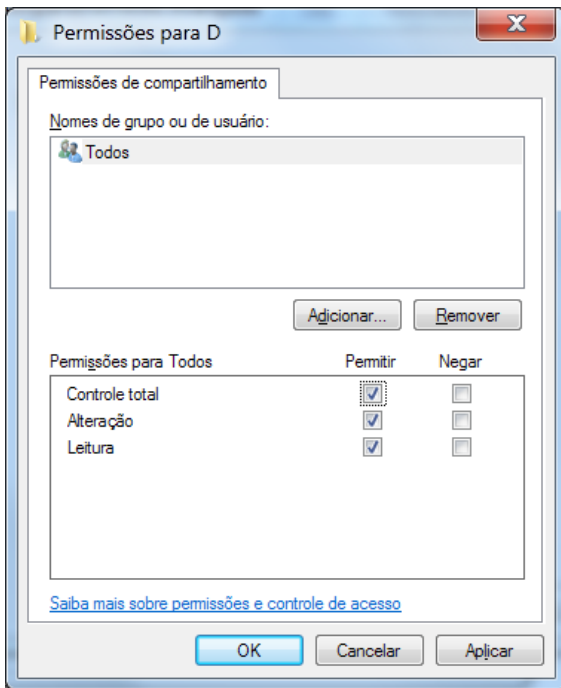 Permissões para D
Permissões de compartilhamento
Nomes de grupo ou de usuário:
Todos
Adicionar... Remover
Permissões para Todos Permitir Negar
Controle total
Alteração
Leitura
Saiba mais sobre permissões e controle de acesso
OK Cancelar Aplicar